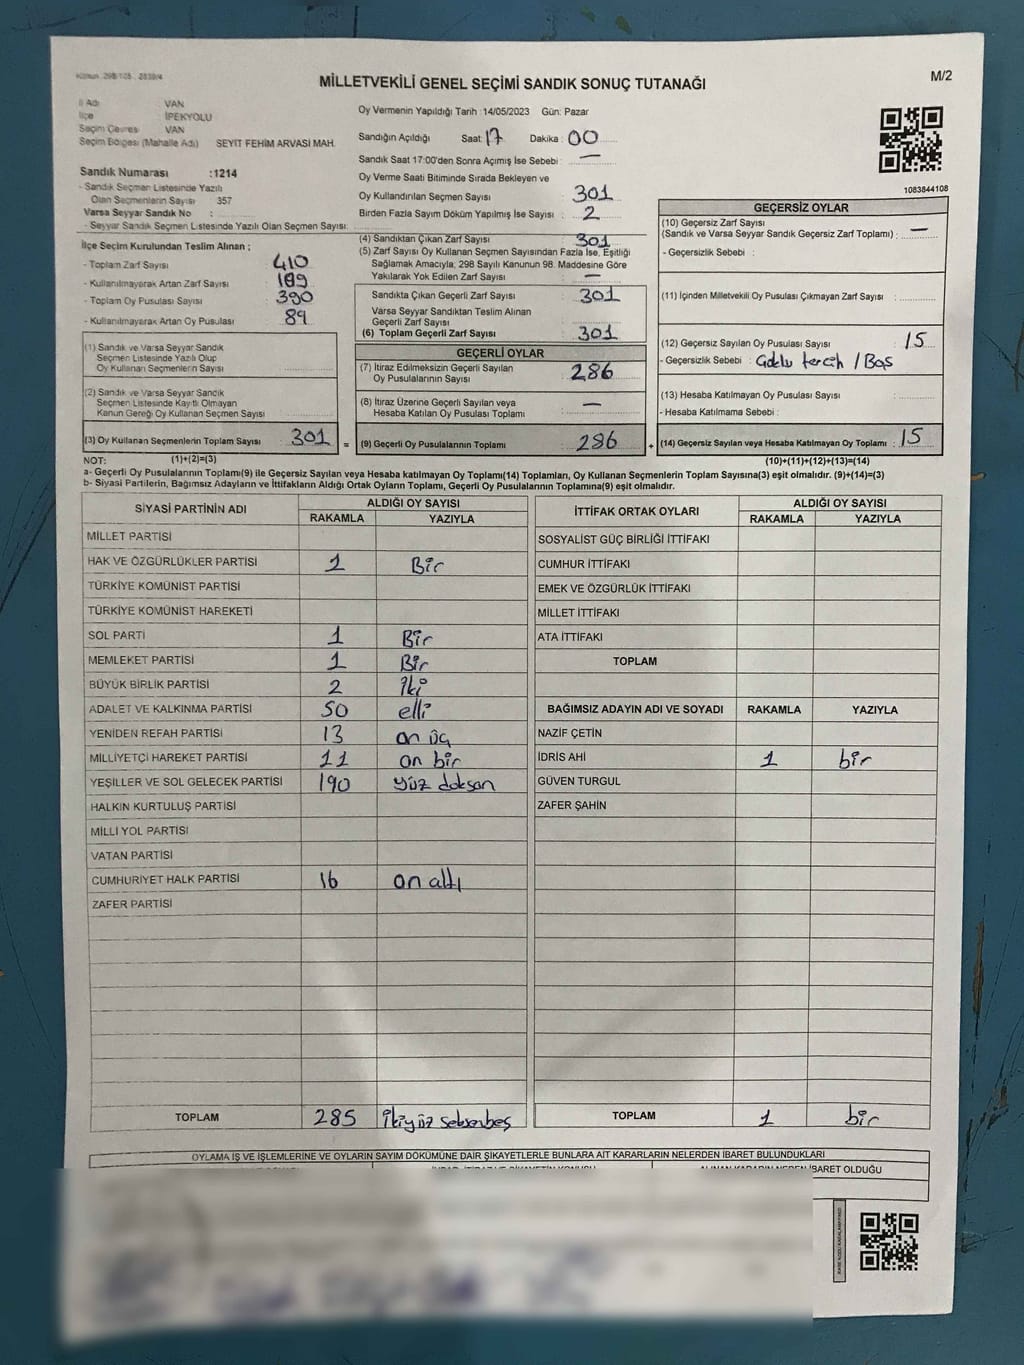 Kanun: 298/105, 2839/4
MİLLETVEKİLİ GENEL SEÇİMİ SANDIK SONUÇ TUTANAĞI
M/2
İl Adı VAN
İlçe İPEKYOLU
Seçim Çevresi VAN
Seçim Bölgesi (Mahalle Adı) SEYİT FEHİM ARVASİ MAH.
Sandık Numarası :1214
- Sandık Seçmen Listesinde Yazılı
Olan Seçmenlerin Sayısı 357
Varsa Seyyar Sandık No :
- Seyyar Sandık Seçmen Listesinde Yazılı Olan Seçmen Sayısı:
İlçe Seçim Kurulundan Teslim Alınan ;
- Toplam Zarf Sayısı : 410
- Kullanılmayarak Artan Zarf Sayısı : 109
- Toplam Oy Pusulası Sayısı : 390
- Kullanılmayarak Artan Oy Pusulası : 89
Oy Vermenin Yapıldığı Tarih :14/05/2023 Gün: Pazar
Sandığın Açıldığı Saat: 17 Dakika : 00
Sandık Saat 17:00'den Sonra Açımış İse Sebebi : —
Oy Verme Saati Bitiminde Sırada Bekleyen ve
Oy Kullandırılan Seçmen Sayısı : 301
Birden Fazla Sayım Döküm Yapılmış İse Sayısı : 2
(4) Sandıktan Çıkan Zarf Sayısı : 301
(5) Zarf Sayısı Oy Kullanan Seçmen Sayısından Fazla İse, Eşitliği
Sağlamak Amacıyla, 298 Sayılı Kanunun 98. Maddesine Göre
Yakılarak Yok Edilen Zarf Sayısı : —
Sandıkta Çıkan Geçerli Zarf Sayısı : 301
Varsa Seyyar Sandıktan Teslim Alınan
Geçerli Zarf Sayısı :
(6) Toplam Geçerli Zarf Sayısı : 301
1083844108
GEÇERSİZ OYLAR
(10) Geçersiz Zarf Sayısı
(Sandık ve Varsa Seyyar Sandık Geçersiz Zarf Toplamı) : —
- Geçersizlik Sebebi :
(11) İçinden Milletvekili Oy Pusulası Çıkmayan Zarf Sayısı :
(12) Geçersiz Sayılan Oy Pusulası Sayısı : 15
- Geçersizlik Sebebi : Çoklu tercih / Boş
(13) Hesaba Katılmayan Oy Pusulası Sayısı :
- Hesaba Katılmama Sebebi :
(14) Geçersiz Sayılan veya Hesaba Katılmayan Oy Toplamı : 15
(10)+(11)+(12)+(13)=(14)
(1) Sandık ve Varsa Seyyar Sandık
Seçmen Listesinde Yazılı Olup
Oy Kullanan Seçmenlerin Sayısı :
(2) Sandık ve Varsa Seyyar Sandık
Seçmen Listesinde Kayıtlı Olmayan
Kanun Gereği Oy Kullanan Seçmen Sayısı :
(3) Oy Kullanan Seçmenlerin Toplam Sayısı : 301 =
GEÇERLİ OYLAR
(7) İtiraz Edilmeksizin Geçerli Sayılan
Oy Pusulalarının Sayısı : 286
(8) İtiraz Üzerine Geçerli Sayılan veya
Hesaba Katılan Oy Pusulası Toplamı : —
(9) Geçerli Oy Pusulalarının Toplamı : 286 +
NOT: (1)+(2)=(3)
a- Geçerli Oy Pusulalarının Toplamı(9) ile Geçersiz Sayılan veya Hesaba katılmayan Oy Toplamı(14) Toplamları, Oy Kullanan Seçmenlerin Toplam Sayısına(3) eşit olmalıdır. (9)+(14)=(3)
b- Siyasi Partilerin, Bağımsız Adayların ve İttifakların Aldığı Ortak Oyların Toplamı, Geçerli Oy Pusulalarının Toplamına(9) eşit olmalıdır.
SİYASİ PARTİNİN ADI ALDIĞI OY SAYISI
RAKAMLA YAZIYLA
MİLLET PARTİSİ
HAK VE ÖZGÜRLÜKLER PARTİSİ 1 Bir
TÜRKİYE KOMÜNİST PARTİSİ
TÜRKİYE KOMÜNİST HAREKETİ
SOL PARTİ 1 Bir
MEMLEKET PARTİSİ 1 Bir
BÜYÜK BİRLİK PARTİSİ 2 İki
ADALET VE KALKINMA PARTİSİ 50 elli
YENİDEN REFAH PARTİSİ 13 on üç
MİLLİYETÇİ HAREKET PARTİSİ 11 on bir
YEŞİLLER VE SOL GELECEK PARTİSİ 190 yüz doksan
HALKIN KURTULUŞ PARTİSİ
MİLLİ YOL PARTİSİ
VATAN PARTİSİ
CUMHURİYET HALK PARTİSİ 16 on altı
ZAFER PARTİSİ
TOPLAM 285 ikiyüz seksenbeş
İTTİFAK ORTAK OYLARI ALDIĞI OY SAYISI
RAKAMLA YAZIYLA
SOSYALİST GÜÇ BİRLİĞİ İTTİFAKI
CUMHUR İTTİFAKI
EMEK VE ÖZGÜRLÜK İTTİFAKI
MİLLET İTTİFAKI
ATA İTTİFAKI
TOPLAM
BAĞIMSIZ ADAYIN ADI VE SOYADI RAKAMLA YAZIYLA
NAZİF ÇETİN
İDRİS AHİ 1 bir
GÜVEN TURGUL
ZAFER ŞAHİN
TOPLAM 1 bir
OYLAMA İŞ VE İŞLEMLERİNE VE OYLARIN SAYIM DÖKÜMÜNE DAİR ŞİKAYETLERLE BUNLARA AİT KARARLARIN NELERDEN İBARET BULUNDUKLARI
İBARET OLDUĞU